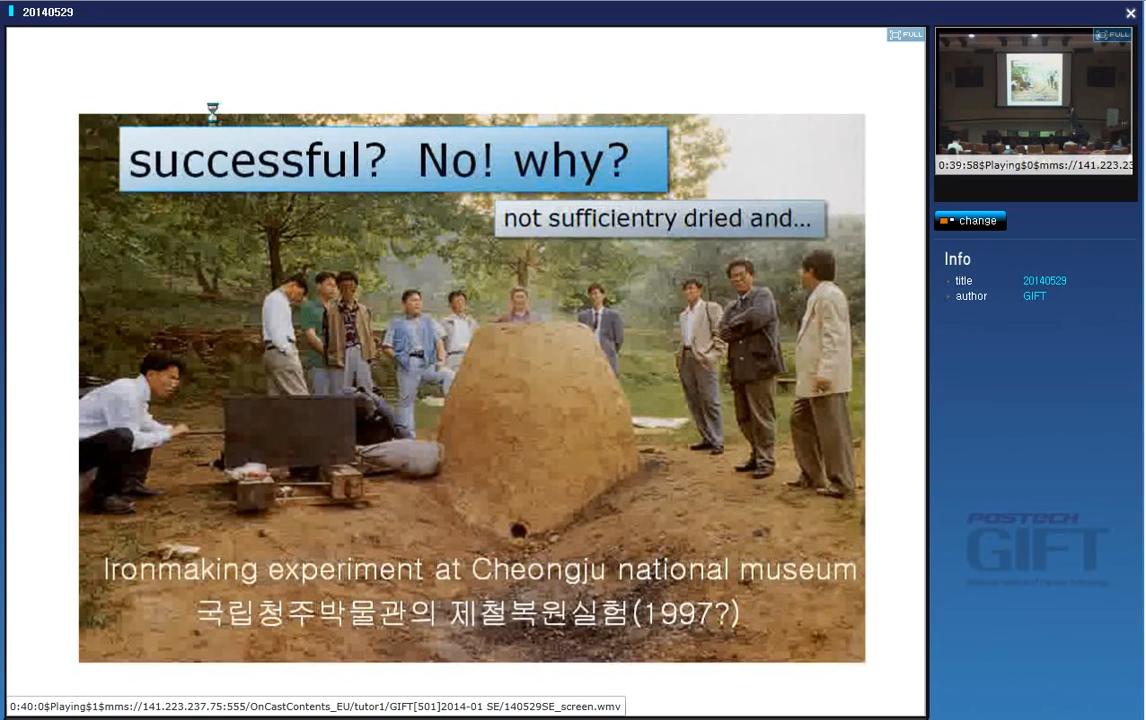 20140529
FULL
successful? No! why?
not sufficientry dried and...
Ironmaking experiment at Cheongju national museum
국립청주박물관의 제철복원실험(1997?)
0:40:0$Playing$1$mms://141.223.237.75:555/OnCastContents_EU/tutor1/GIFT[501]2014-01 SE/140529SE_screen.wmv
FULL
0:39:58$Playing$0$mms://141.223.23
change
Info
title 20140529
author GIFT
POSTECH
GIFT